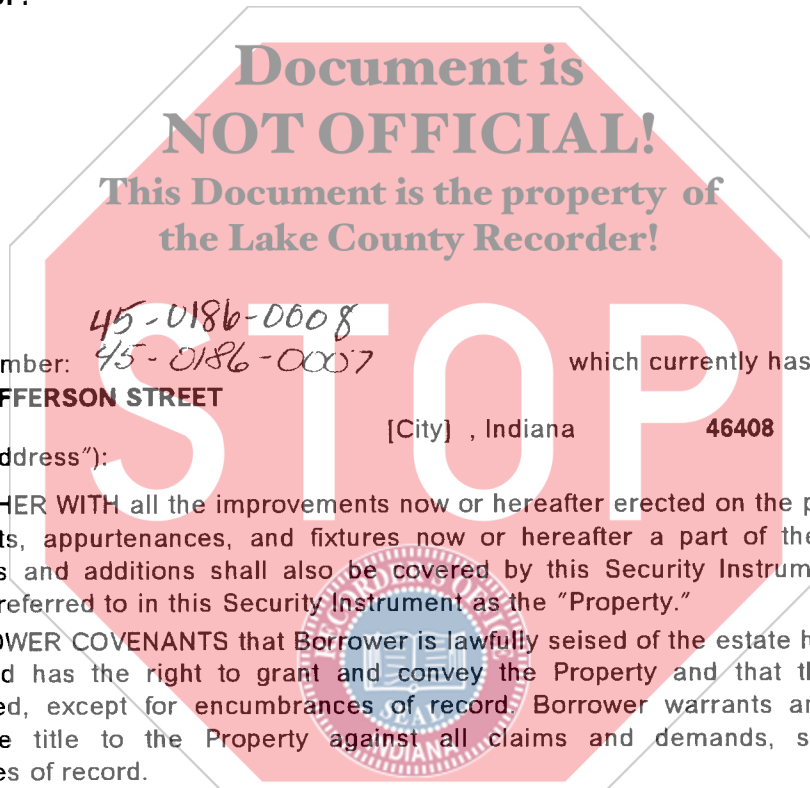 Document is
NOT OFFICIAL!
This Document is the property of
the Lake County Recorder!
STOP
45-0186-0008
mber: 45-0186-0007 which currently has
FFERSON STREET
[City] , Indiana 46408
ddress"):
HER WITH all the improvements now or hereafter erected on the p
ts, appurtenances, and fixtures now or hereafter a part of the
s and additions shall also be covered by this Security Instrum
referred to in this Security Instrument as the "Property."
OWER COVENANTS that Borrower is lawfully seised of the estate h
d has the right to grant and convey the Property and that th
ed, except for encumbrances of record. Borrower warrants an
e title to the Property against all claims and demands, s
es of record.
SEAL
INDIANA